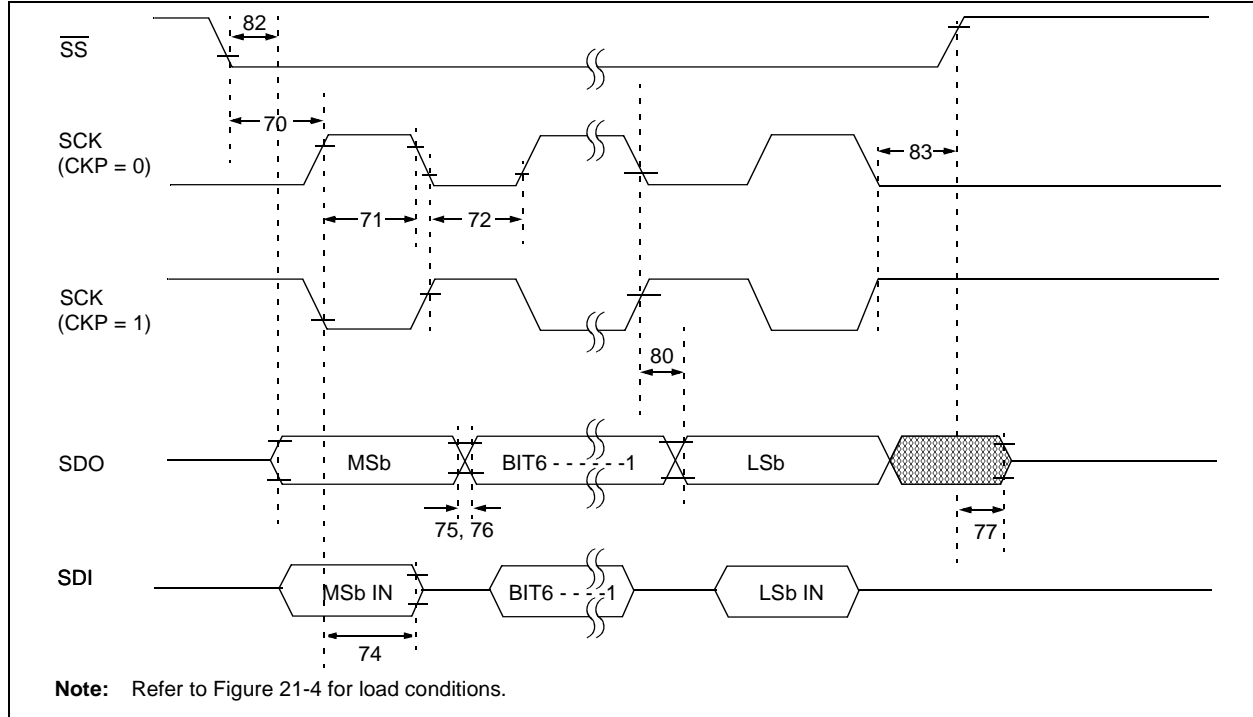 82
SS
70
SCK
(CKP = 0)
83
71
72
SCK
(CKP = 1)
80
SDO
MSb
BIT6 - - - - - -1
LSb
75, 76
77
SDI
MSb IN
BIT6 - - - -1
LSb IN
74
Note: Refer to Figure 21-4 for load conditions.